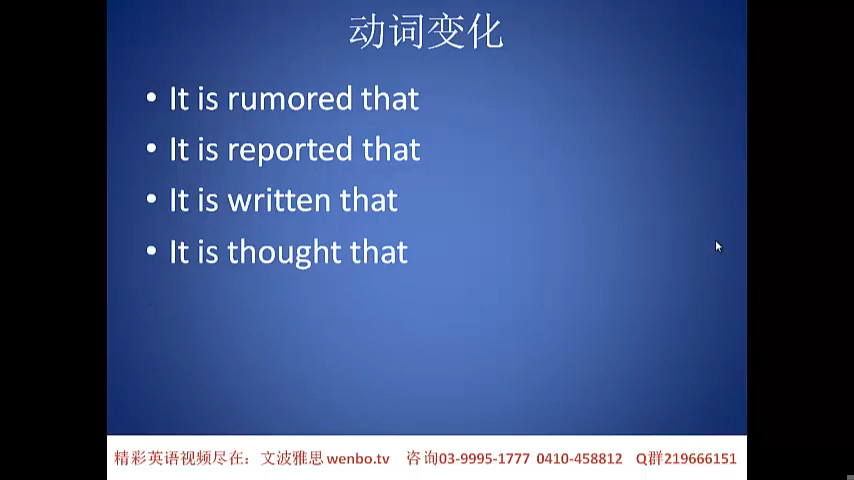 动词变化
• It is rumored that
• It is reported that
• It is written that
• It is thought that
精彩英语视频尽在：文波雅思 wenbo.tv 咨询03-9995-1777 0410-458812 Q群219666151